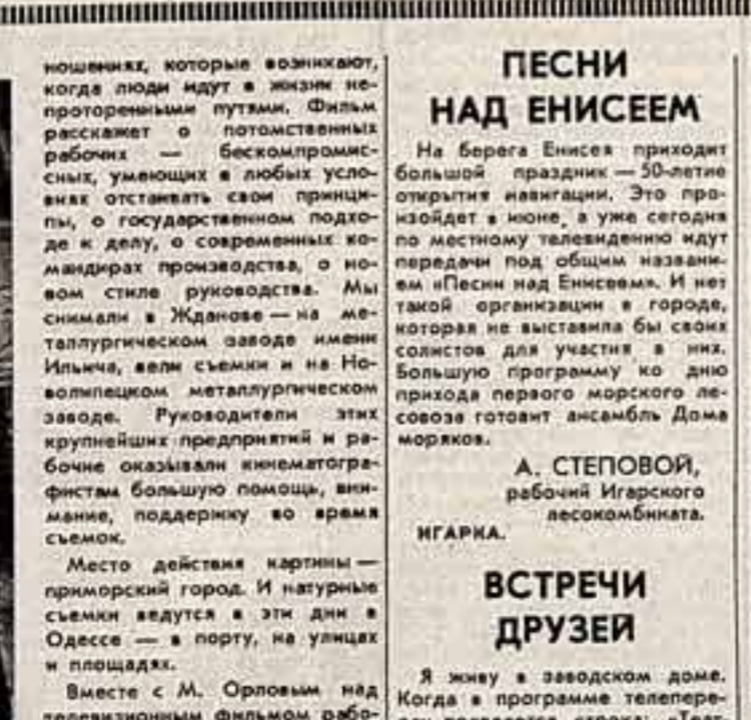 ношениях, которые возникают,
когда люди идут в жизни не-
проторенными путями. Фильм
расскажет о потомственных
рабочих — бескомпромис-
сных, умеющих в любых усло-
виях отстаивать свои принци-
пы, о государственном подхо-
де к делу, о современных ко-
мандирах производства, о но-
вом стиле руководства. Мы
снимали в Жданове — на ме-
таллургическом заводе имени
Ильича, вели съемки и на Но-
волипецком металлургическом
заводе. Руководители этих
крупнейших предприятий и ра-
бочие оказывали кинематогра-
фистам большую помощь, вни-
мание, поддержку во время
съемок.
Место действия картины —
приморский город. И натурные
съемки ведутся в эти дни в
Одессе — в порту, на улицах
и площадях.
Вместе с М. Орловым над
телевизионным фильмом рабо-
ПЕСНИ
НАД ЕНИСЕЕМ
На берега Енисея приходит
большой праздник — 50-летие
открытия навигации. Это про-
изойдет в июне, а уже сегодня
по местному телевидению идут
передачи под общим названи-
ем «Песни над Енисеем». И нет
такой организации в городе,
которая не выставила бы своих
солистов для участия в них.
Большую программу ко дню
прихода первого морского ле-
совоза готовит ансамбль Дома
моряков.
А. СТЕПОВОЙ,
рабочий Игарского
лесокомбината.
ИГАРКА.
ВСТРЕЧИ
ДРУЗЕЙ
Я живу в заводском доме.
Когда в программе телепере-